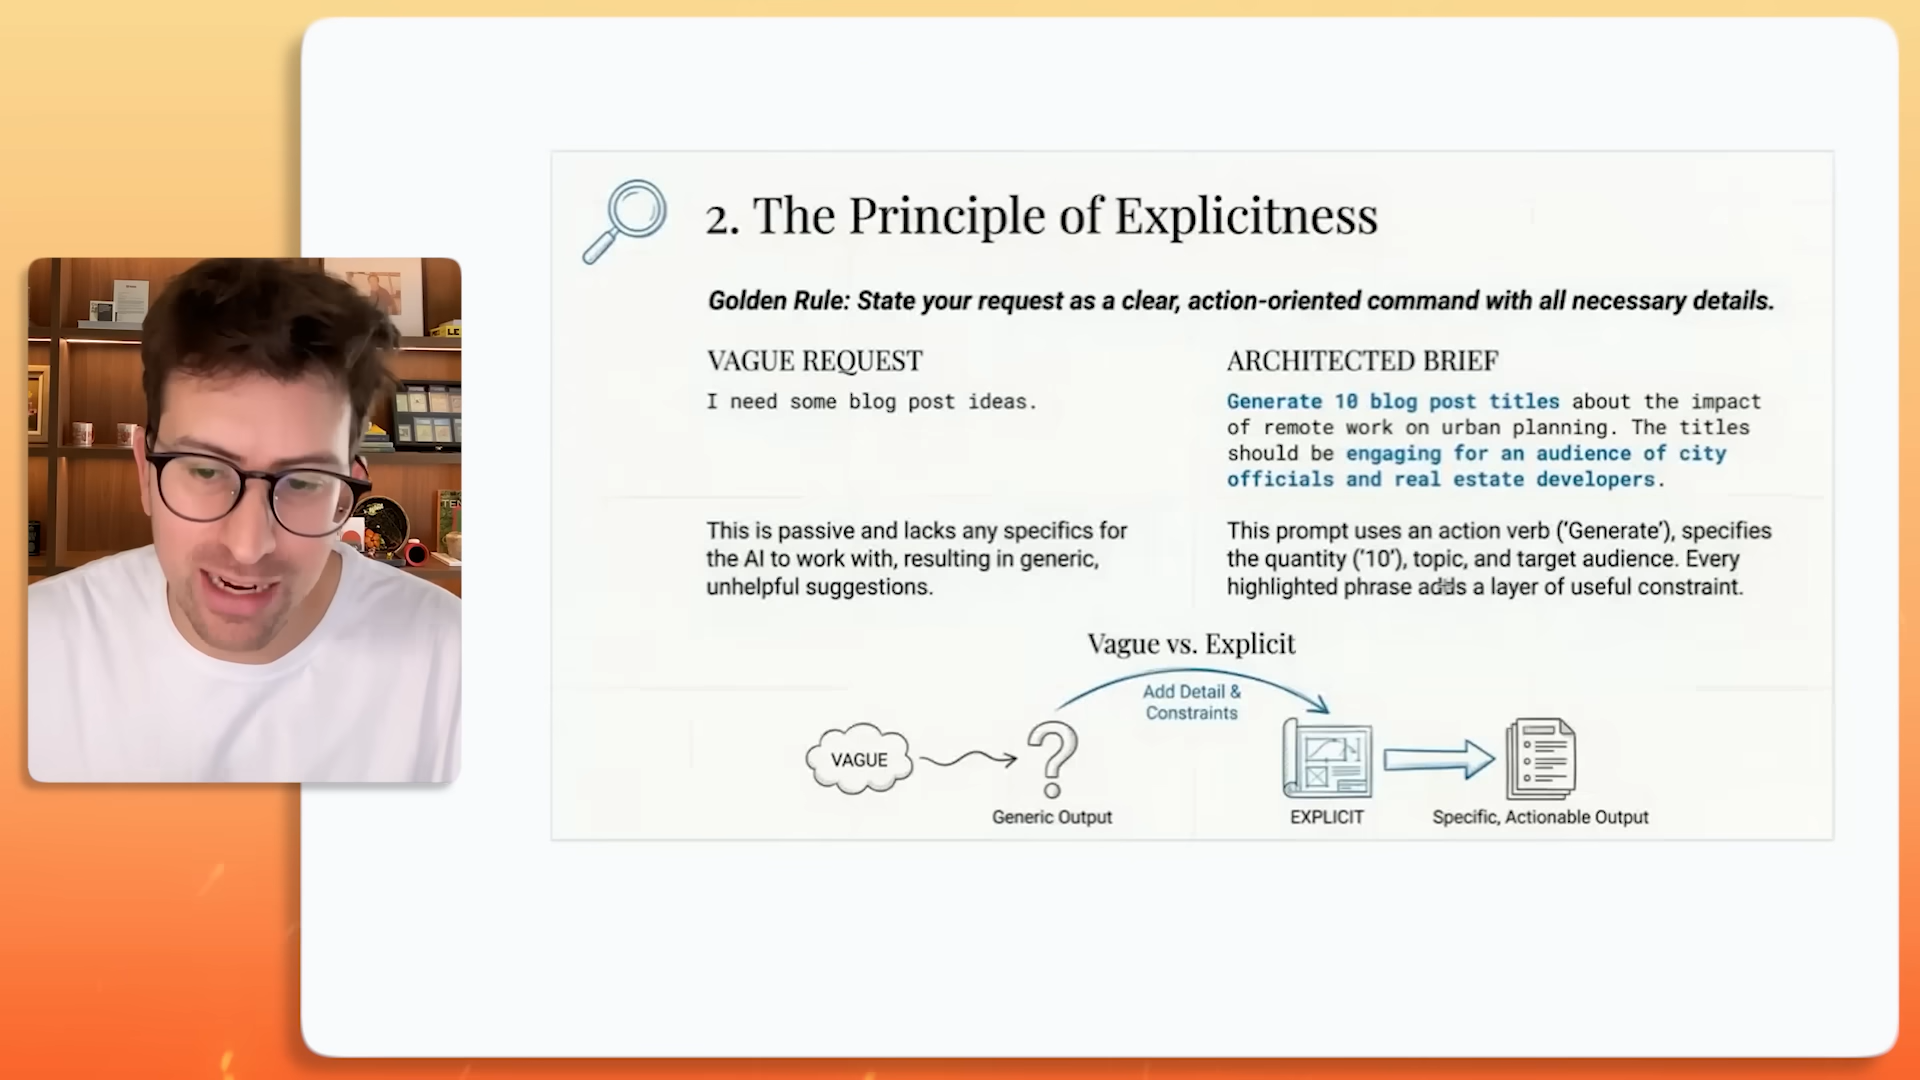 2. The Principle of Explicitness
Golden Rule: State your request as a clear, action-oriented command with all necessary details.
VAGUE REQUEST
I need some blog post ideas.
This is passive and lacks any specifics for
the AI to work with, resulting in generic,
unhelpful suggestions.
ARCHITECTED BRIEF
Generate 10 blog post titles about the impact
of remote work on urban planning. The titles
should be engaging for an audience of city
officials and real estate developers.
This prompt uses an action verb (‘Generate’), specifies
the quantity (‘10’), topic, and target audience. Every
highlighted phrase adds a layer of useful constraint.
Vague vs. Explicit
Add Detail &
Constraints
VAGUE
Generic Output
EXPLICIT
Specific, Actionable Output